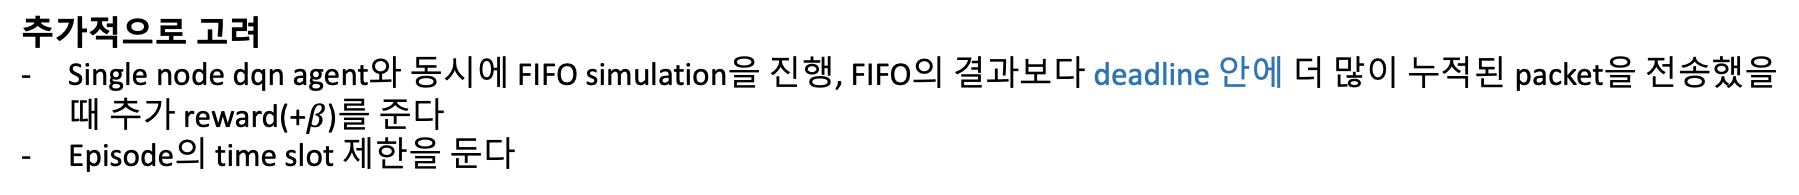 추가적으로 고려
- Single node dqn agent와 동시에 FIFO simulation을 진행, FIFO의 결과보다 deadline 안에 더 많이 누적된 packet을 전송했을
때 추가 reward(+β)를 준다
- Episode의 time slot 제한을 둔다